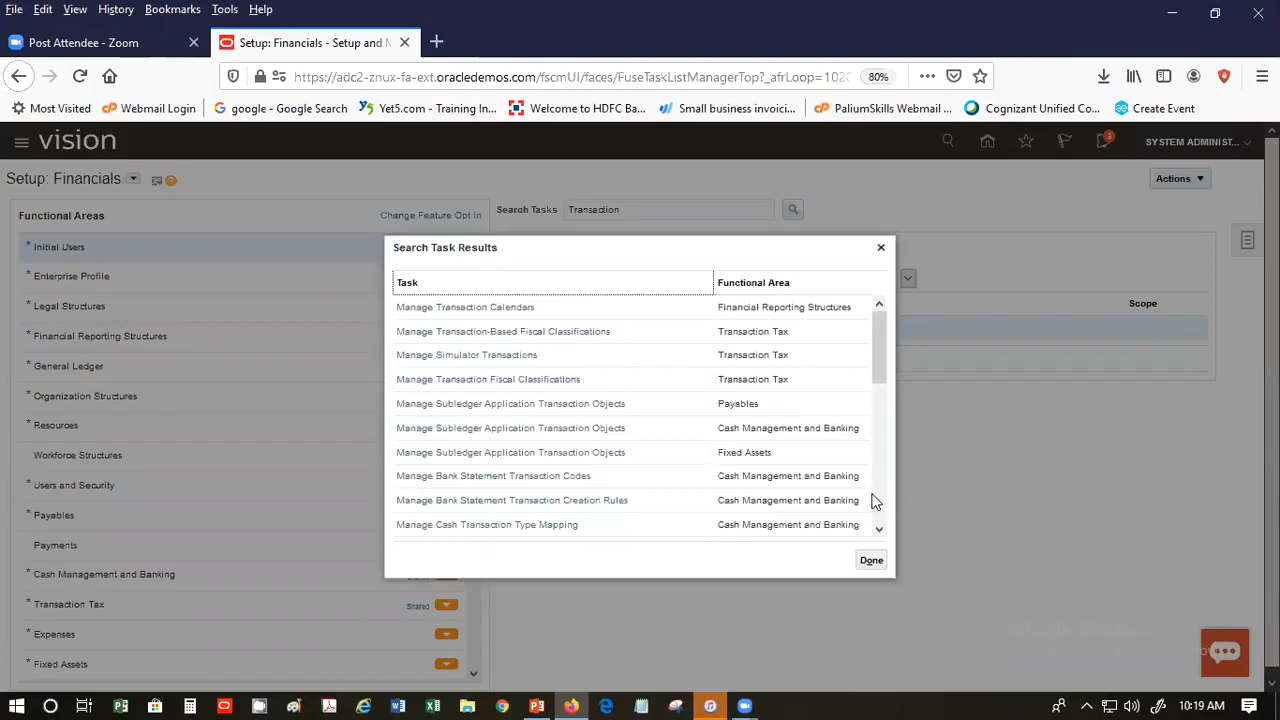 File Edit View History Bookmarks Tools Help
Post Attendee - Zoom
Setup: Financials - Setup and M
https://adc2-znux-fa-ext.oracledemos.com/fscmUI/faces/FuseTaskListManagerTop?_afrLoop=102
80%
Most Visited Webmail Login google - Google Search Yet5.com - Training In... Welcome to HDFC Ba... Small business invoici... PaliumSkills Webmail ... Cognizant Unified Co... Create Event
vision
3
SYSTEM ADMINIST...
Setup: Financials
Actions
Functional Areas
Change Feature Opt In
Search Tasks Transaction
* Initial Users
* Enterprise Profile
* Legal Structures
* Financial Reporting Structures
* General Ledger
* Organization Structures
* Resources
Workforce Structures
* Users and Security
* Payables
Payments
* Cash Management and Banking
* Transaction Tax Shared
* Expenses
* Fixed Assets
Scope
Search Task Results
Task Functional Area
Manage Transaction Calendars Financial Reporting Structures
Manage Transaction-Based Fiscal Classifications Transaction Tax
Manage Simulator Transactions Transaction Tax
Manage Transaction Fiscal Classifications Transaction Tax
Manage Subledger Application Transaction Objects Payables
Manage Subledger Application Transaction Objects Cash Management and Banking
Manage Subledger Application Transaction Objects Fixed Assets
Manage Bank Statement Transaction Codes Cash Management and Banking
Manage Bank Statement Transaction Creation Rules Cash Management and Banking
Manage Cash Transaction Type Mapping Cash Management and Banking
Done
10:19 AM